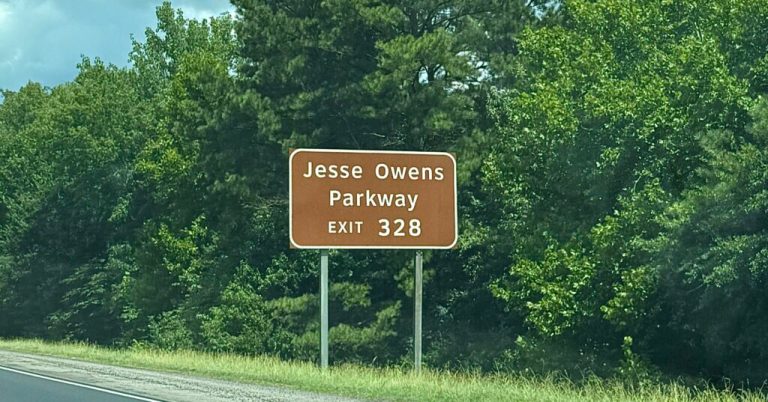 Jesse Owens
Parkway
EXIT 328